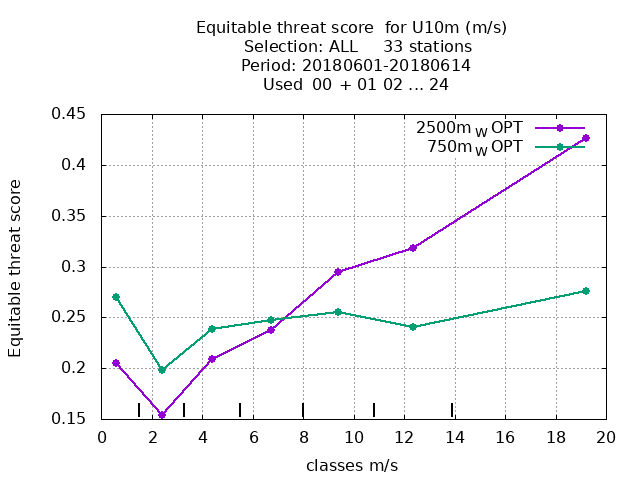 Equitable threat score for U10m (m/s)
Selection: ALL 33 stations
Period: 20180601-20180614
Used 00 + 01 02 ... 24
2500m W OPT
750m W OPT
0.45
0.4
0.35
0.3
0.25
0.2
0.15
Equitable threat score
0 2 4 6 8 10 12 14 16 18 20
classes m/s